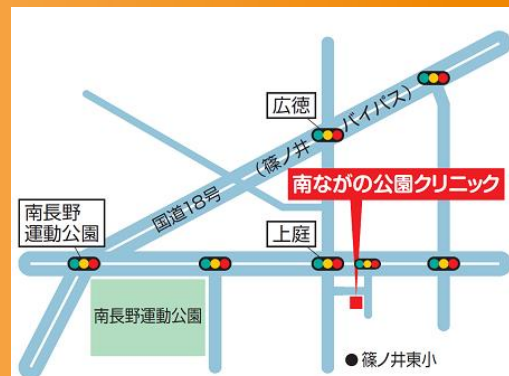 広徳
国道18号 (篠ノ井 バイパス)
南ながの公園クリニック
南長野
運動公園
上庭
南長野運動公園
●篠ノ井東小